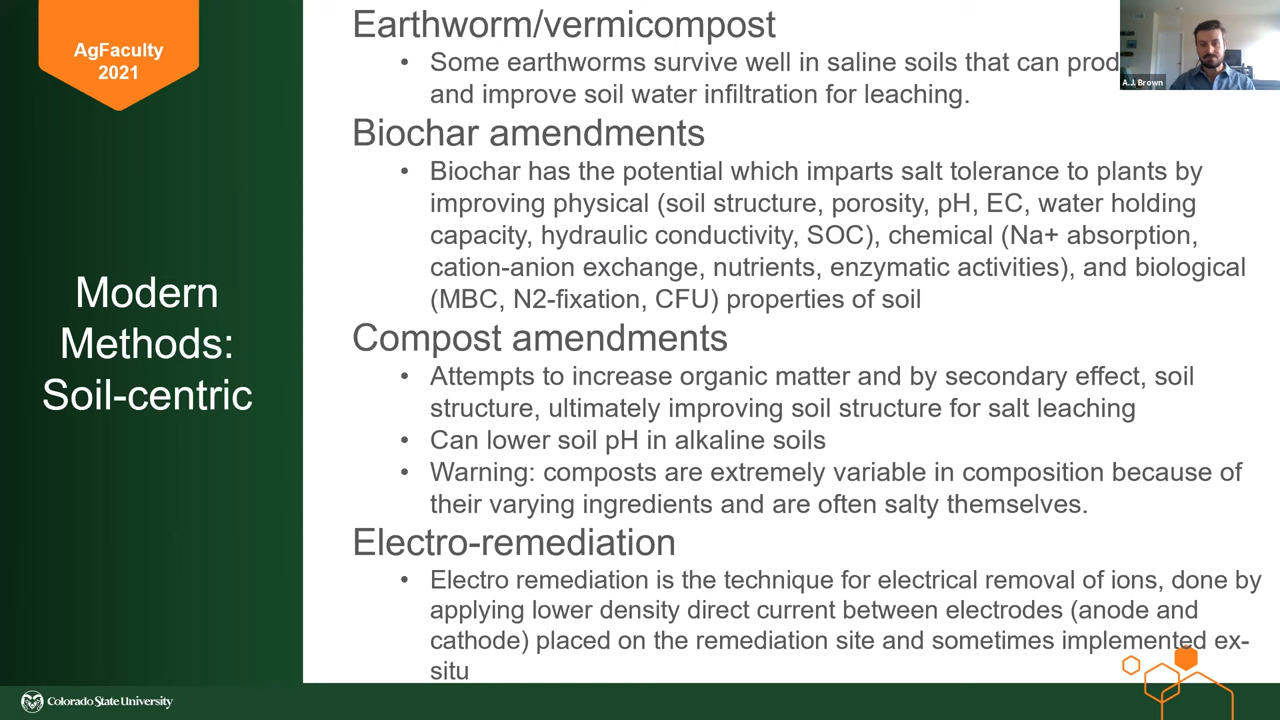 AgFaculty
2021
Modern
Methods:
Soil-centric
Earthworm/vermicompost
• Some earthworms survive well in saline soils that can prod
and improve soil water infiltration for leaching.
Biochar amendments
• Biochar has the potential which imparts salt tolerance to plants by
improving physical (soil structure, porosity, pH, EC, water holding
capacity, hydraulic conductivity, SOC), chemical (Na+ absorption,
cation-anion exchange, nutrients, enzymatic activities), and biological
(MBC, N2-fixation, CFU) properties of soil
Compost amendments
• Attempts to increase organic matter and by secondary effect, soil
structure, ultimately improving soil structure for salt leaching
• Can lower soil pH in alkaline soils
• Warning: composts are extremely variable in composition because of
their varying ingredients and are often salty themselves.
Electro-remediation
• Electro remediation is the technique for electrical removal of ions, done by
applying lower density direct current between electrodes (anode and
cathode) placed on the remediation site and sometimes implemented ex-
situ
A.J. Brown
Colorado State University